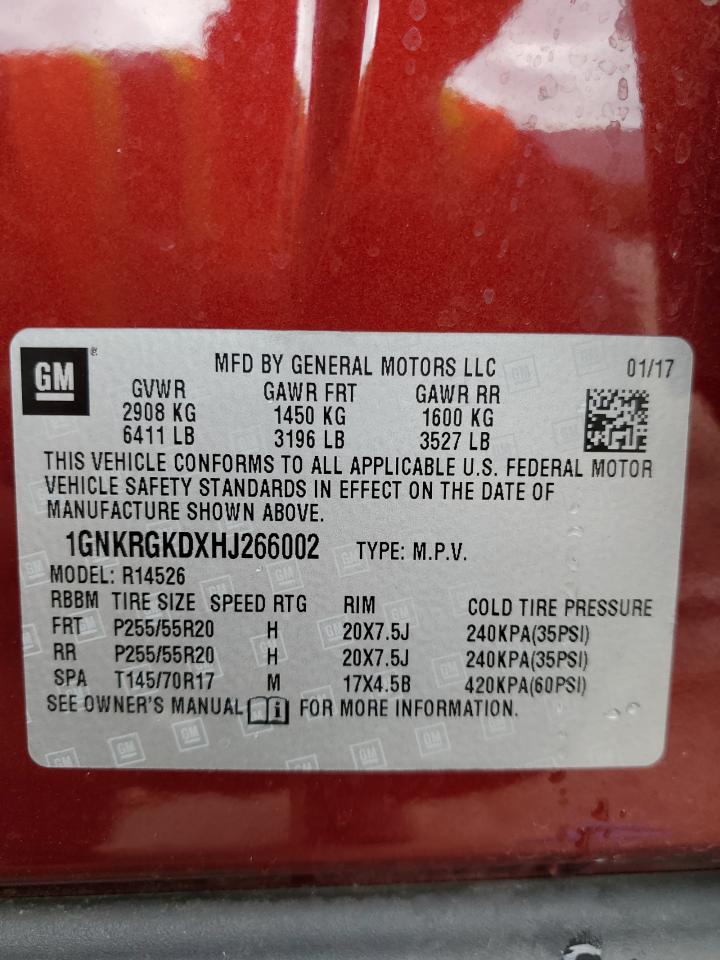 GM®
MFD BY GENERAL MOTORS LLC 01/17
GVWR GAWR FRT GAWR RR
2908 KG 1450 KG 1600 KG
6411 LB 3196 LB 3527 LB
THIS VEHICLE CONFORMS TO ALL APPLICABLE U.S. FEDERAL MOTOR
VEHICLE SAFETY STANDARDS IN EFFECT ON THE DATE OF
MANUFACTURE SHOWN ABOVE.
1GNKRGKDXHJ266002 TYPE: M.P.V.
MODEL: R14526
RBBM TIRE SIZE SPEED RTG RIM COLD TIRE PRESSURE
FRT P255/55R20 H 20X7.5J 240KPA(35PSI)
RR P255/55R20 H 20X7.5J 240KPA(35PSI)
SPA T145/70R17 M 17X4.5B 420KPA(60PSI)
SEE OWNER'S MANUAL i FOR MORE INFORMATION.